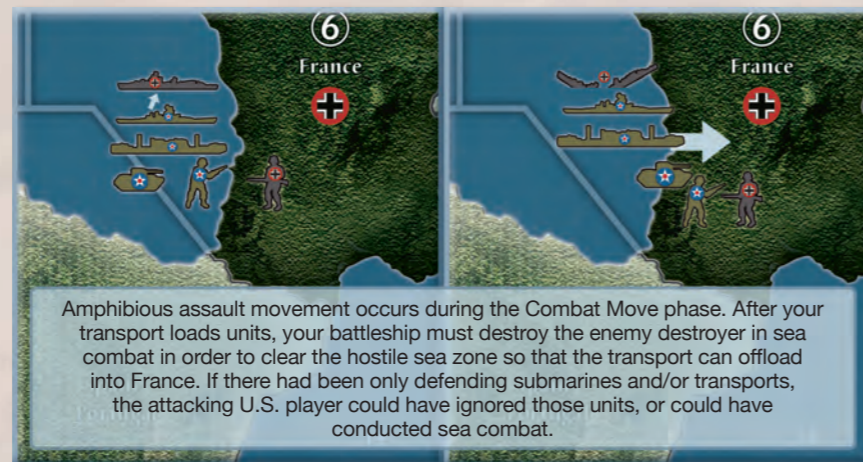 6
France
6
France
Amphibious assault movement occurs during the Combat Move phase. After your
transport loads units, your battleship must destroy the enemy destroyer in sea
combat in order to clear the hostile sea zone so that the transport can offload
into France. If there had been only defending submarines and/or transports,
the attacking U.S. player could have ignored those units, or could have
conducted sea combat.